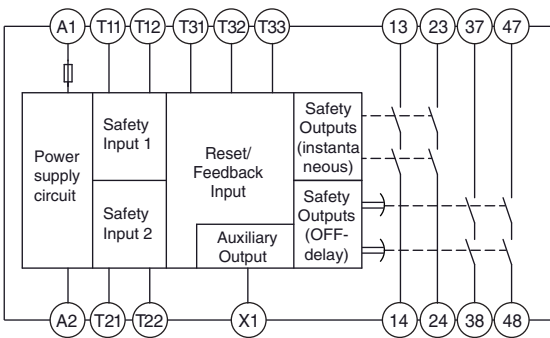 A1 T11 T12 T31 T32 T33 13 23 37 47
Power
supply
circuit
Safety
Input 1
Safety
Input 2
Reset/
Feedback
Input
Auxiliary
Output
Safety
Outputs
(instanta
neous)
Safety
Outputs
(OFF-
delay)
A2 T21 T22 X1 14 24 38 48